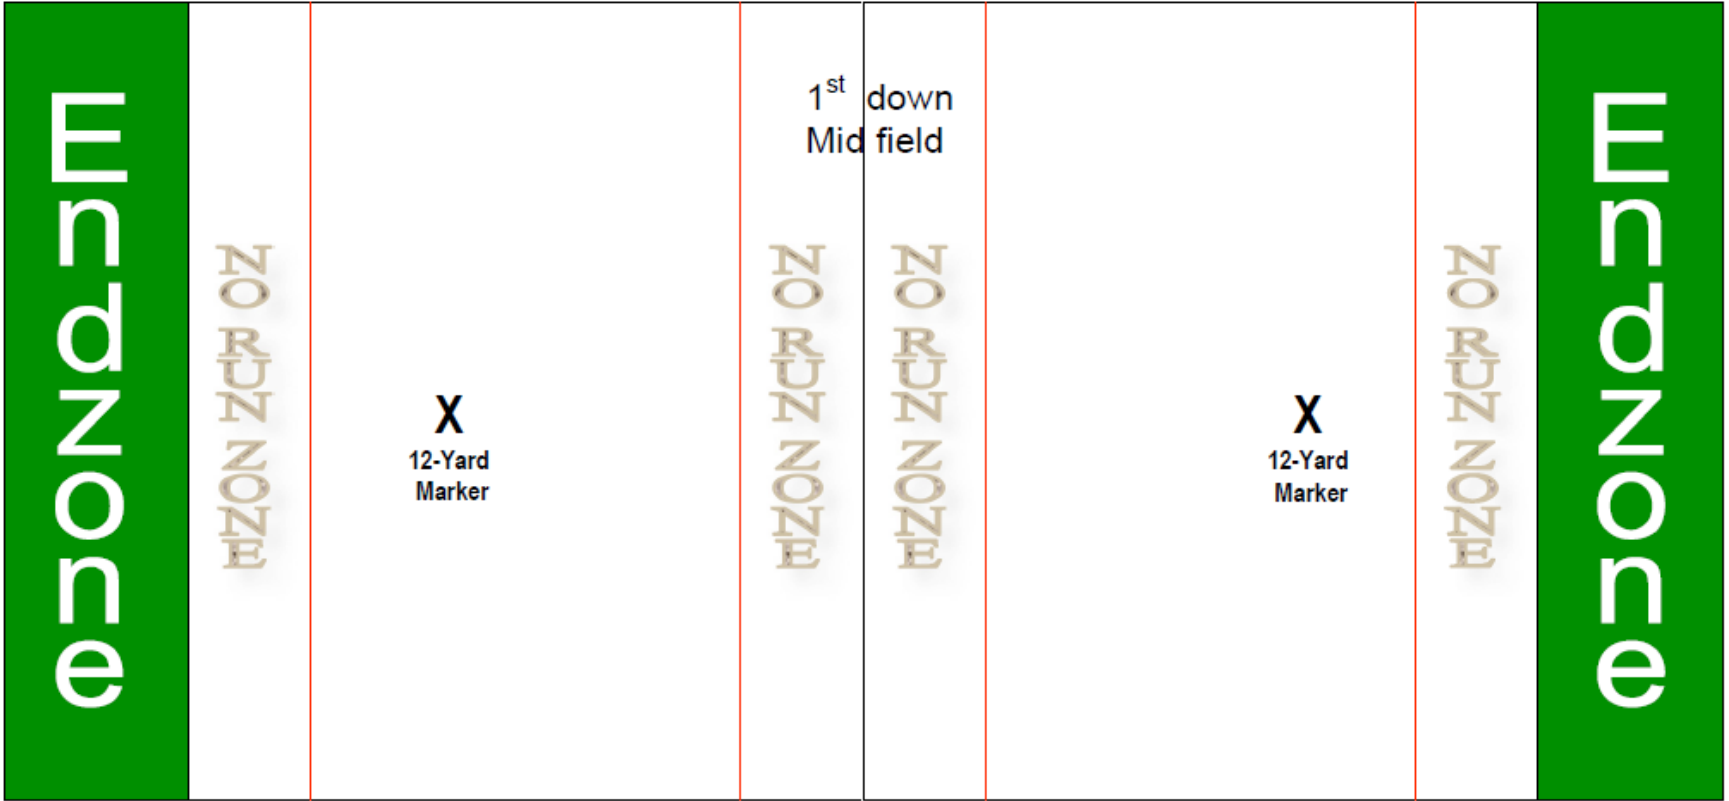 Endzone
NO RUN ZONE
X
12-Yard
Marker
1st down
Mid field
NO RUN ZONE
NO RUN ZONE
X
12-Yard
Marker
NO RUN ZONE
Endzone